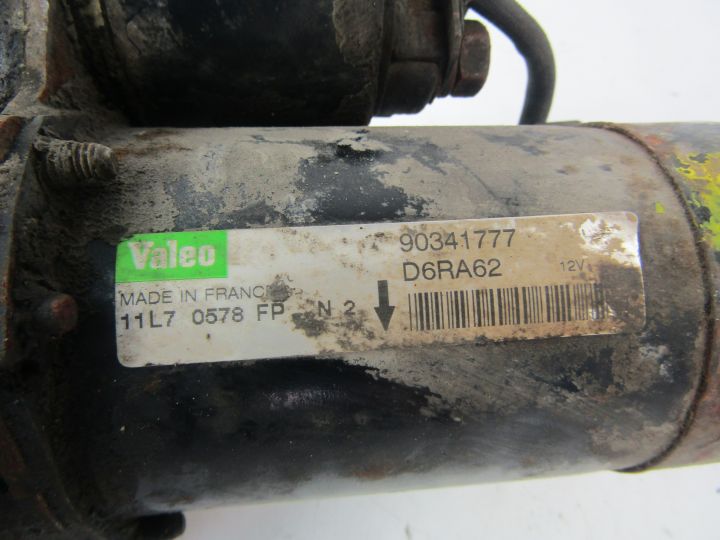 Valeo
90341777
D6RA62 12V
MADE IN FRANCE
11L7 0578 FP N 2